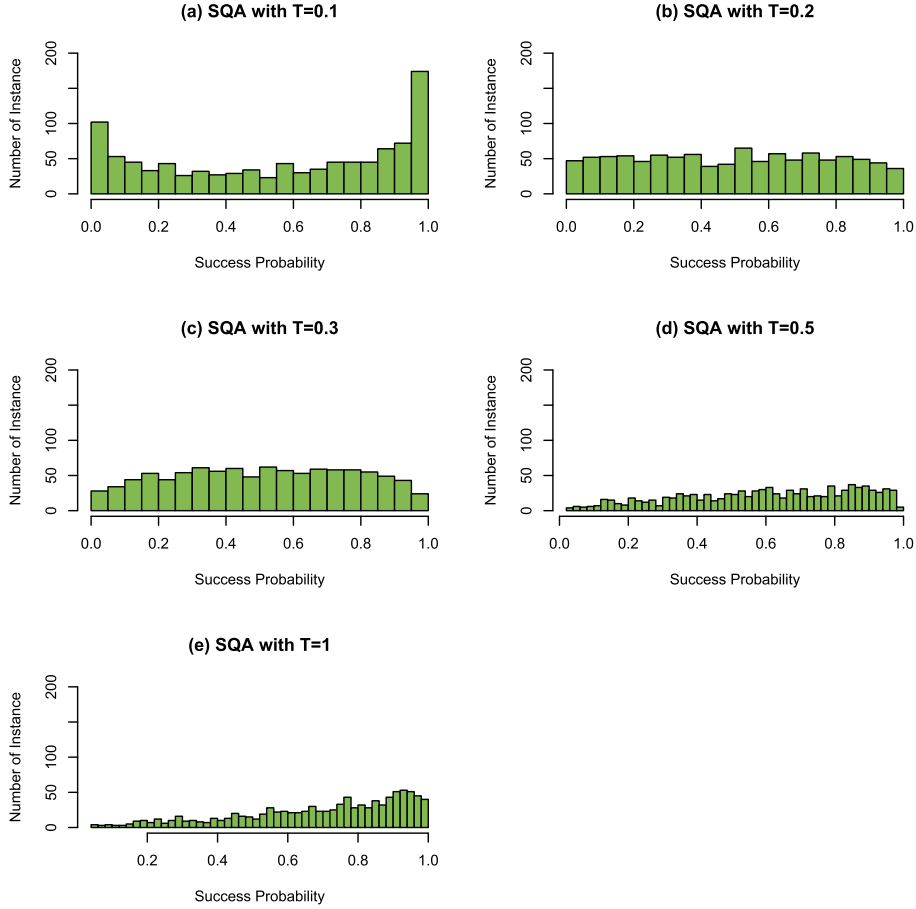 (a) SQA with T=0.1
Number of Instance
0 50 100 200
0.0 0.2 0.4 0.6 0.8 1.0
Success Probability
(b) SQA with T=0.2
Number of Instance
0 50 100 200
0.0 0.2 0.4 0.6 0.8 1.0
Success Probability
(c) SQA with T=0.3
Number of Instance
0 50 100 200
0.0 0.2 0.4 0.6 0.8 1.0
Success Probability
(d) SQA with T=0.5
Number of Instance
0 50 100 200
0.0 0.2 0.4 0.6 0.8 1.0
Success Probability
(e) SQA with T=1
Number of Instance
0 50 100 200
0.2 0.4 0.6 0.8 1.0
Success Probability